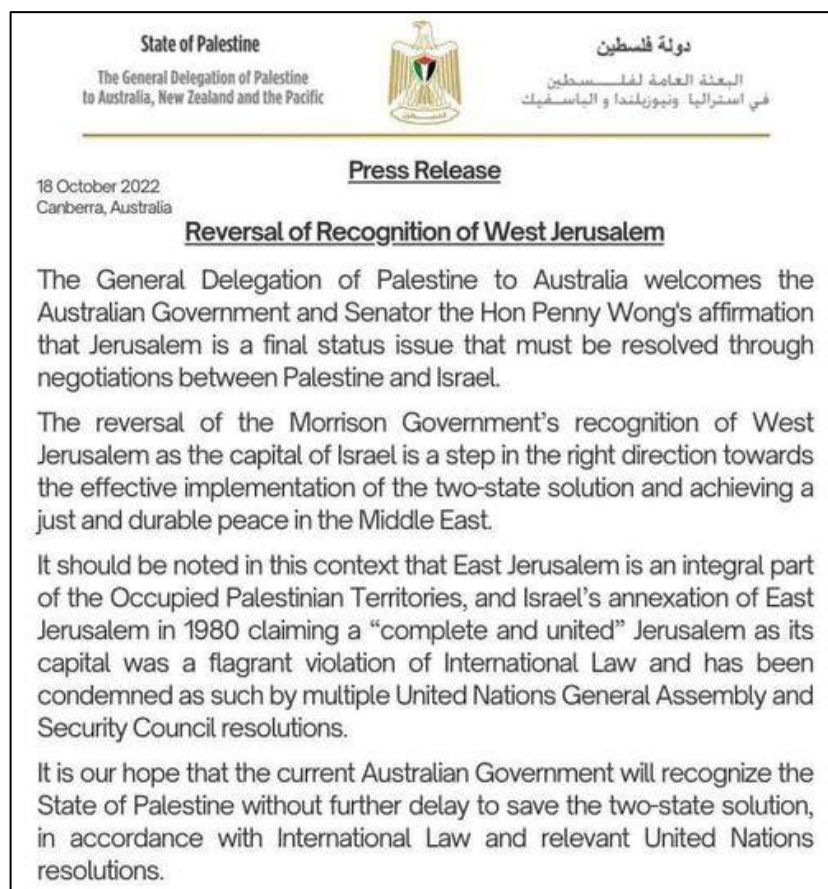 State of Palestine
The General Delegation of Palestine
to Australia, New Zealand and the Pacific
فلسطين
دولة فلسطين
البعثة العامة لفلـــــسطين
في استراليا ونيوزيلندا و الباسـفيك
Press Release
18 October 2022
Canberra, Australia
Reversal of Recognition of West Jerusalem
The General Delegation of Palestine to Australia welcomes the
Australian Government and Senator the Hon Penny Wong's affirmation
that Jerusalem is a final status issue that must be resolved through
negotiations between Palestine and Israel.
The reversal of the Morrison Government’s recognition of West
Jerusalem as the capital of Israel is a step in the right direction towards
the effective implementation of the two-state solution and achieving a
just and durable peace in the Middle East.
It should be noted in this context that East Jerusalem is an integral part
of the Occupied Palestinian Territories, and Israel’s annexation of East
Jerusalem in 1980 claiming a “complete and united” Jerusalem as its
capital was a flagrant violation of International Law and has been
condemned as such by multiple United Nations General Assembly and
Security Council resolutions.
It is our hope that the current Australian Government will recognize the
State of Palestine without further delay to save the two-state solution,
in accordance with International Law and relevant United Nations
resolutions.